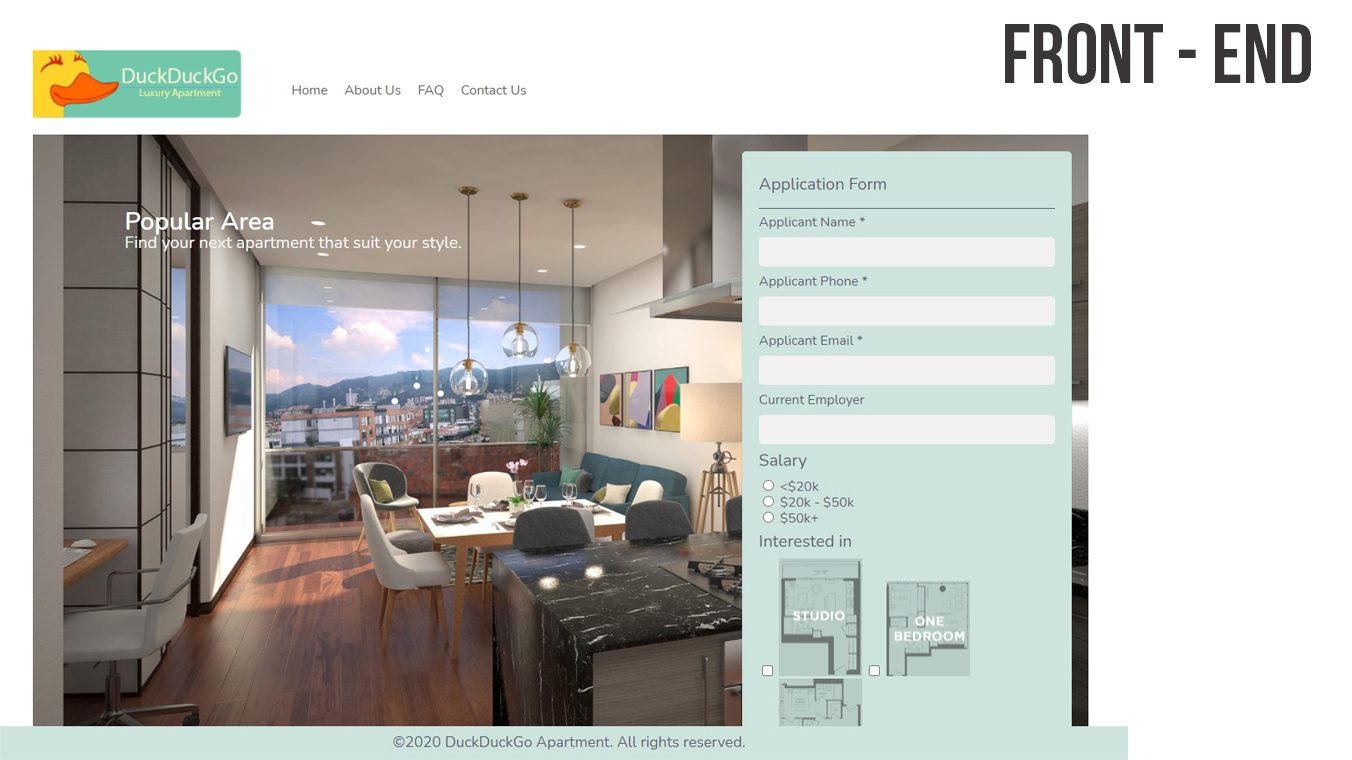 FRONT - END
DuckDuckGo
Luxury Apartment
Home About Us FAQ Contact Us
Popular Area
Find your next apartment that suit your style.
Application Form
Applicant Name *
Applicant Phone *
Applicant Email *
Current Employer
Salary
<$20k
$20k - $50k
$50k+
Interested in
STUDIO
ONE
BEDROOM
©2020 DuckDuckGo Apartment. All rights reserved.